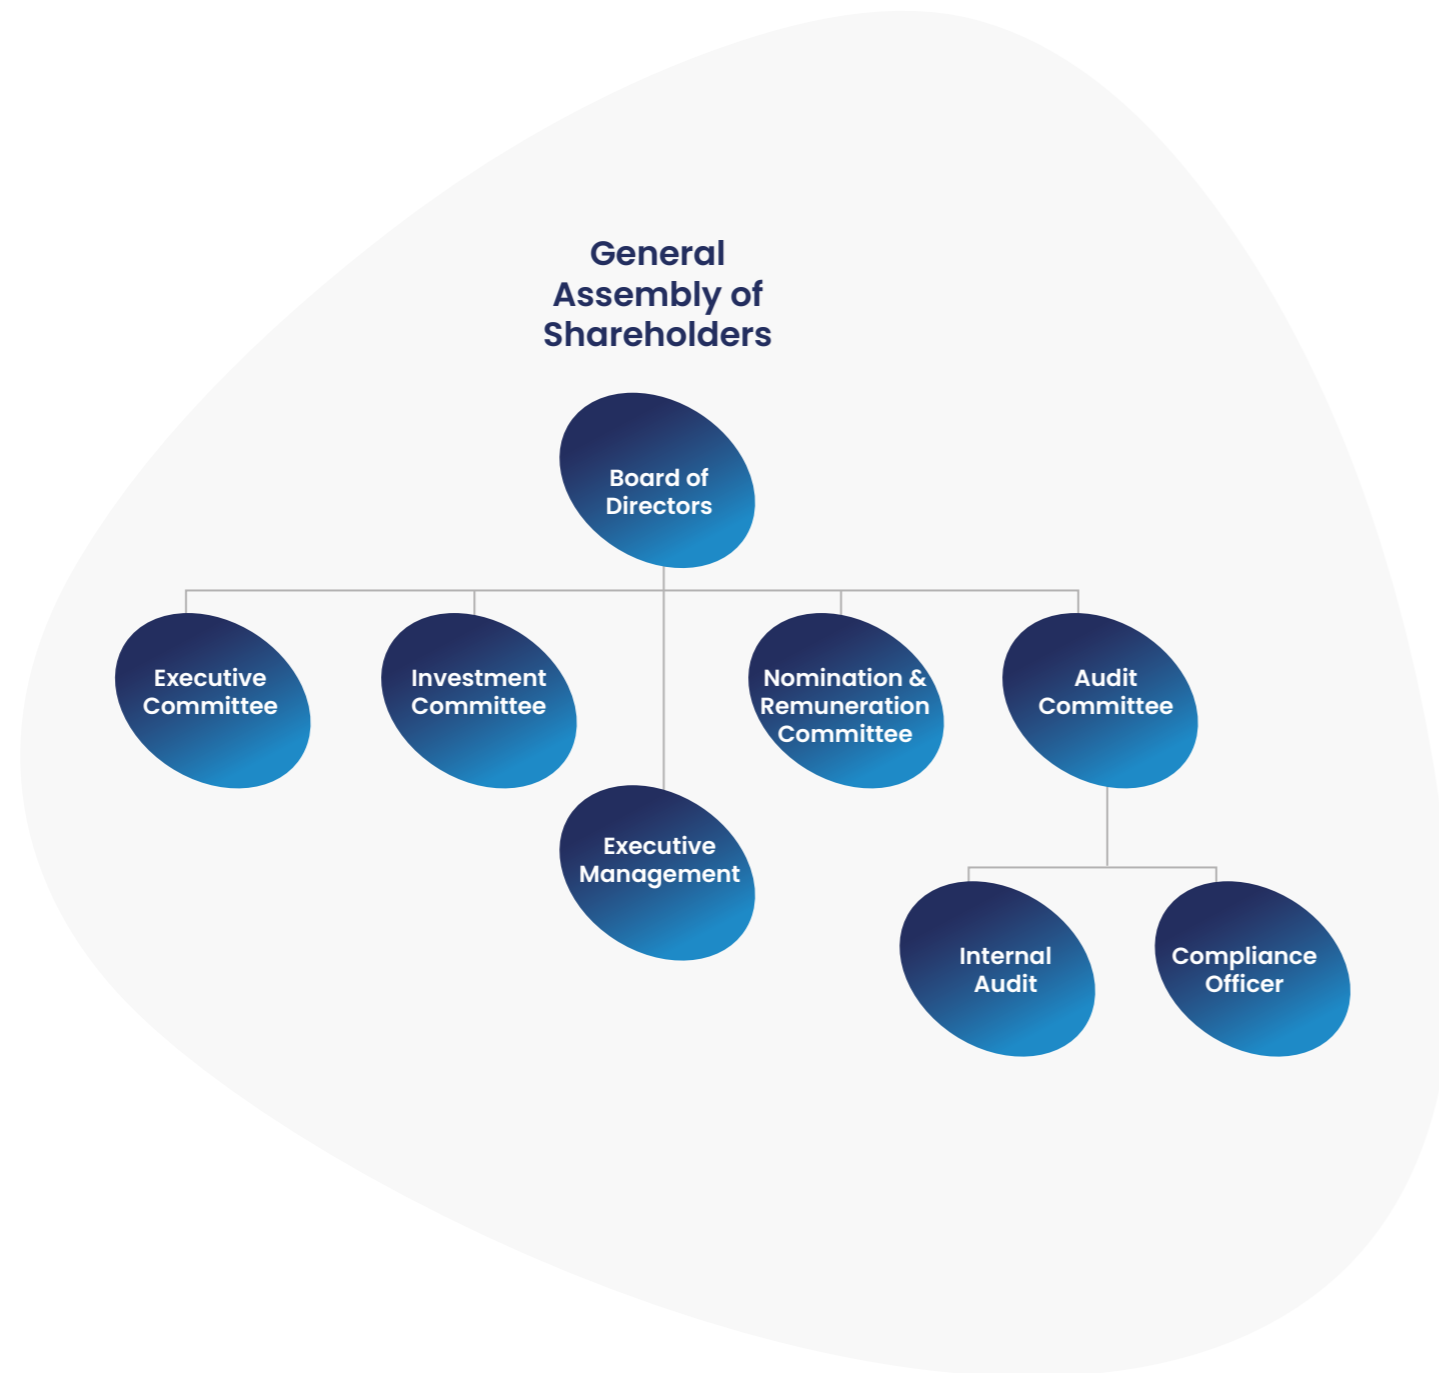 General
Assembly of
Shareholders
Board of
Directors
Executive
Committee
Investment
Committee
Nomination &
Remuneration
Committee
Audit
Committee
Executive
Management
Internal
Audit
Compliance
Officer